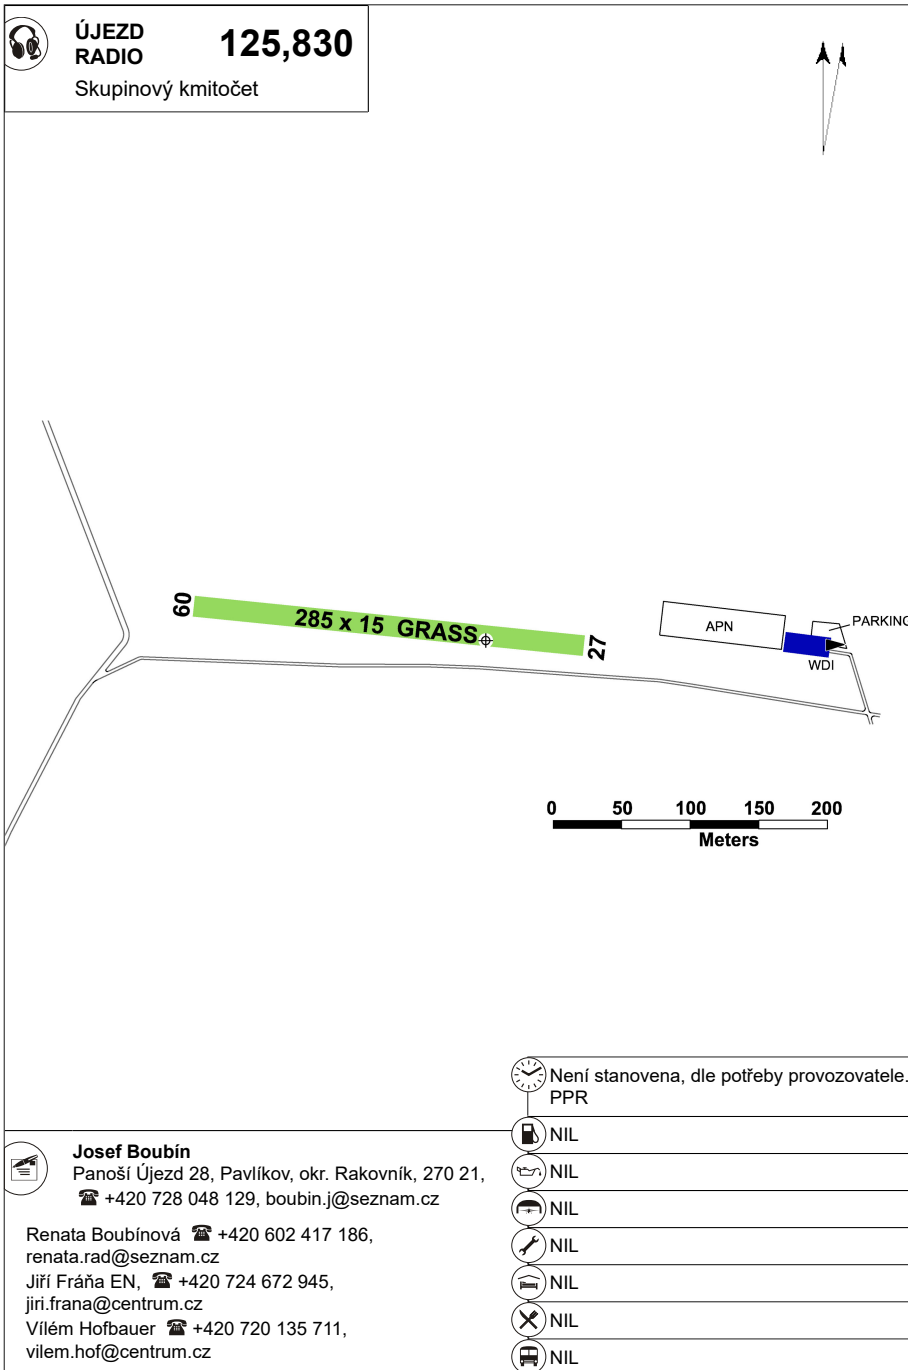 ÚJEZD
RADIO
125,830
Skupinový kmitočet
09
285 x 15 GRASS
27
APN
PARKING
WDI
0 50 100 150 200
Meters
Není stanovena, dle potřeby provozovatele.
PPR
NIL
NIL
NIL
NIL
NIL
NIL
NIL
Josef Boubín
Panoší Újezd 28, Pavlíkov, okr. Rakovník, 270 21,
☎ +420 728 048 129, boubin.j@seznam.cz
Renata Boubínová ☎ +420 602 417 186,
renata.rad@seznam.cz
Jiří Fráňa EN, ☎ +420 724 672 945,
jiri.frana@centrum.cz
Vílém Hofbauer ☎ +420 720 135 711,
vilem.hof@centrum.cz